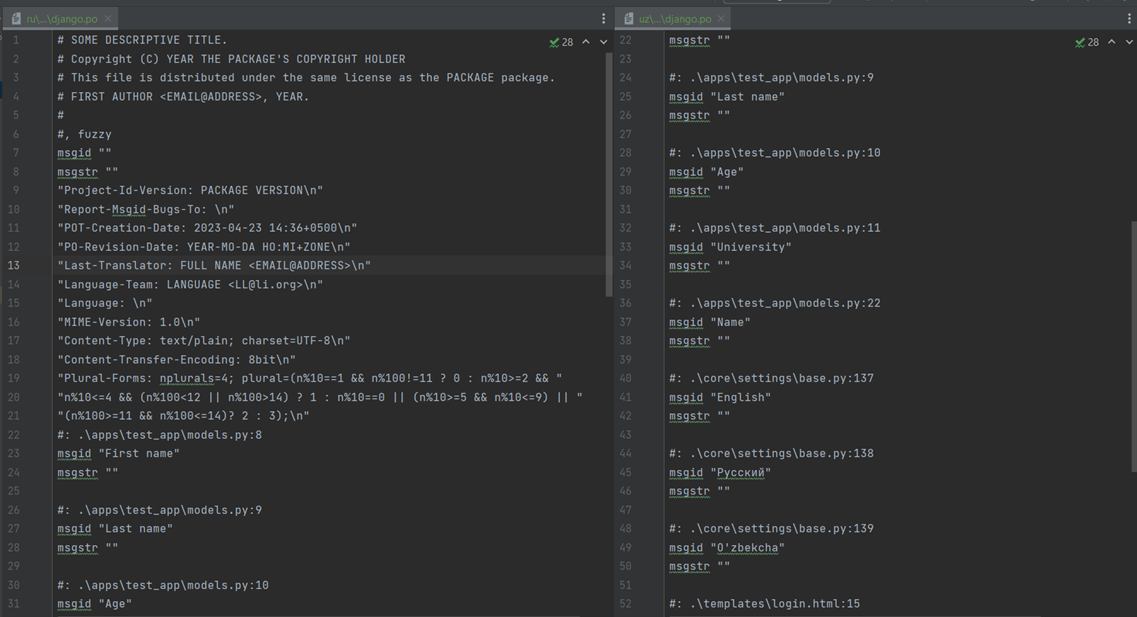 ru\...\django.po
1 # SOME DESCRIPTIVE TITLE.
2 # Copyright (C) YEAR THE PACKAGE'S COPYRIGHT HOLDER
3 # This file is distributed under the same license as the PACKAGE package.
4 # FIRST AUTHOR <EMAIL@ADDRESS>, YEAR.
5 #
6 #, fuzzy
7 msgid ""
8 msgstr ""
9 "Project-Id-Version: PACKAGE VERSION\n"
10 "Report-Msgid-Bugs-To: \n"
11 "POT-Creation-Date: 2023-04-23 14:36+0500\n"
12 "PO-Revision-Date: YEAR-MO-DA HO:MI+ZONE\n"
13 "Last-Translator: FULL NAME <EMAIL@ADDRESS>\n"
14 "Language-Team: LANGUAGE <LL@li.org>\n"
15 "Language: \n"
16 "MIME-Version: 1.0\n"
17 "Content-Type: text/plain; charset=UTF-8\n"
18 "Content-Transfer-Encoding: 8bit\n"
19 "Plural-Forms: nplurals=4; plural=(n%10==1 && n%100!=11 ? 0 : n%10>=2 && "
20 "n%10<=4 && (n%100<12 || n%100>14) ? 1 : n%10==0 || (n%10>=5 && n%10<=9) || "
21 "(n%100>=11 && n%100<=14)? 2 : 3);\n"
22 #: .\apps\test_app\models.py:8
23 msgid "First name"
24 msgstr ""
25
26 #: .\apps\test_app\models.py:9
27 msgid "Last name"
28 msgstr ""
29
30 #: .\apps\test_app\models.py:10
31 msgid "Age"
28
uz\...\django.po
22 msgstr ""
23
24 #: .\apps\test_app\models.py:9
25 msgid "Last name"
26 msgstr ""
27
28 #: .\apps\test_app\models.py:10
29 msgid "Age"
30 msgstr ""
31
32 #: .\apps\test_app\models.py:11
33 msgid "University"
34 msgstr ""
35
36 #: .\apps\test_app\models.py:22
37 msgid "Name"
38 msgstr ""
39
40 #: .\core\settings\base.py:137
41 msgid "English"
42 msgstr ""
43
44 #: .\core\settings\base.py:138
45 msgid "Русский"
46 msgstr ""
47
48 #: .\core\settings\base.py:139
49 msgid "O'zbekcha"
50 msgstr ""
51
52 #: .\templates\login.html:15
28